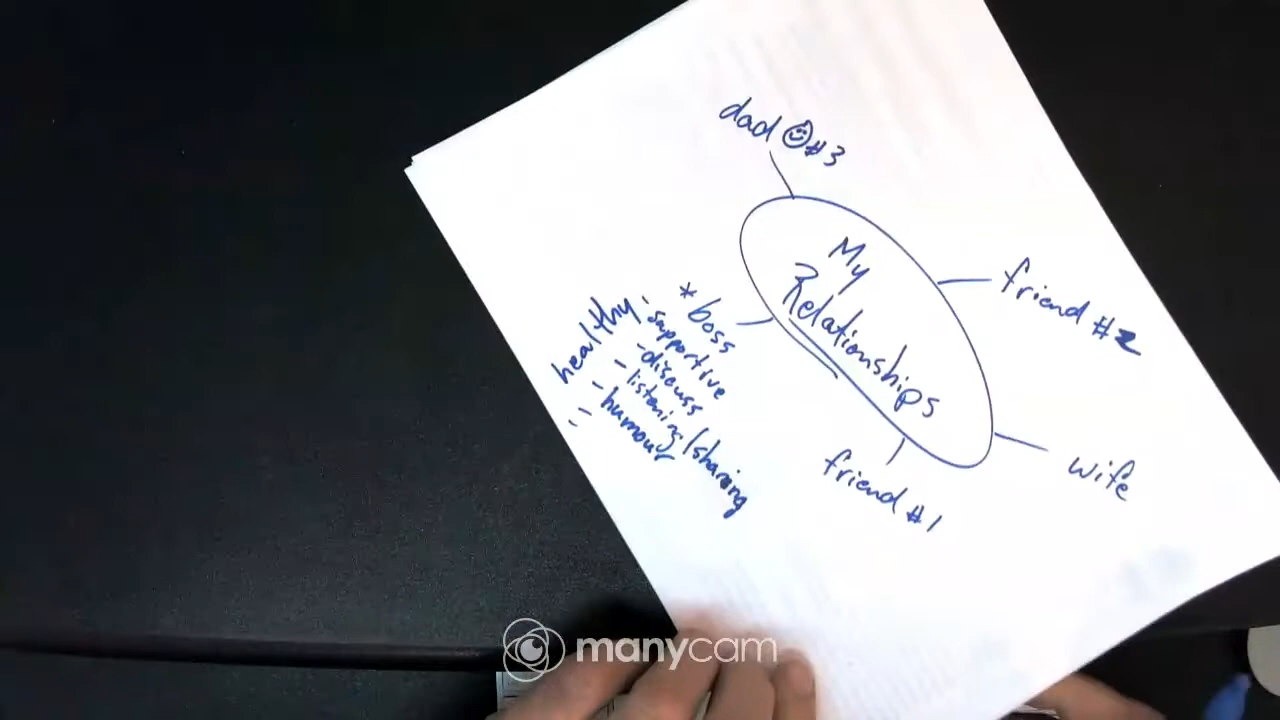 dad ☺#3
My
Relationships
friend #2
* boss
healthy:
- supportive
- discuss
- listening/sharing
- humour
-
-
friend #1
wife
manycam